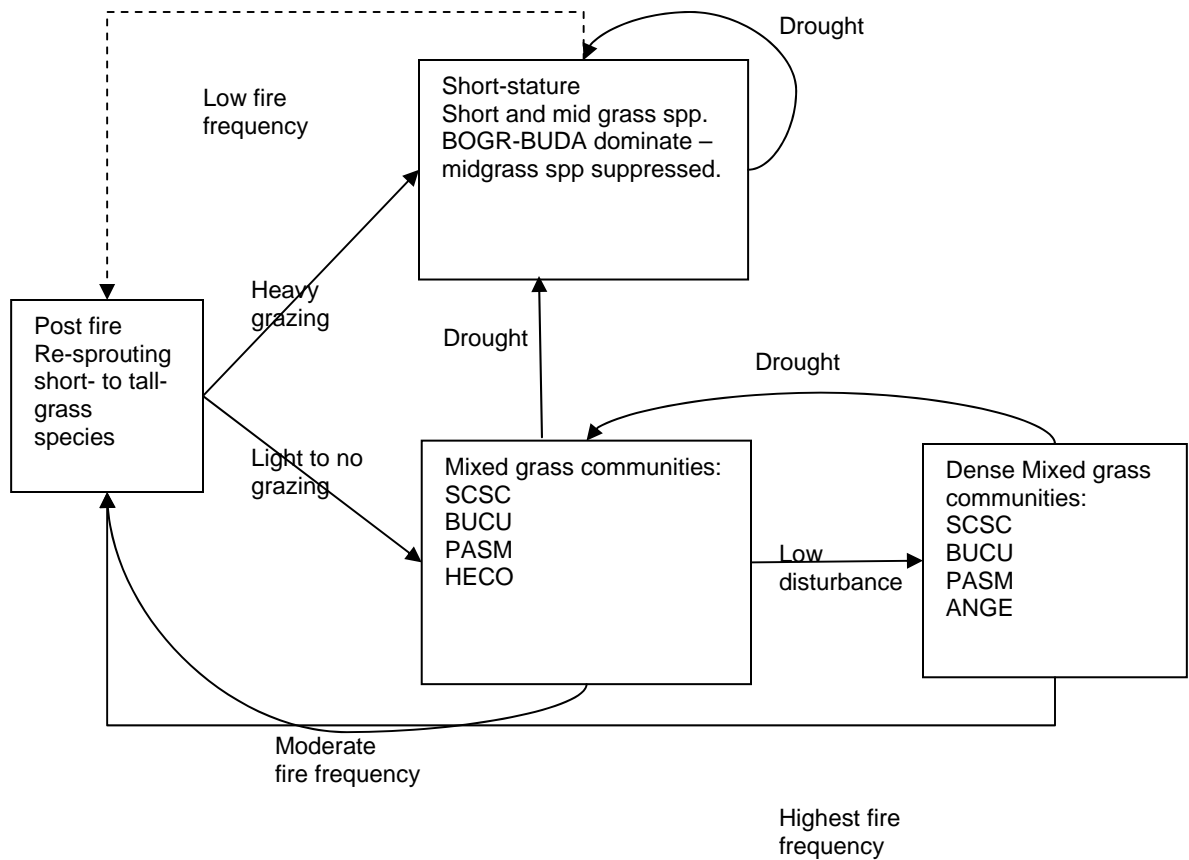 Drought
Low fire
frequency
Short-stature
Short and mid grass spp.
BOGR-BUDA dominate –
midgrass spp suppressed.
Heavy
grazing
Post fire
Re-sprouting
short- to tall-
grass
species
Drought
Drought
Light to no
grazing
Mixed grass communities:
SCSC
BUCU
PASM
HECO
Low
disturbance
Dense Mixed grass
communities:
SCSC
BUCU
PASM
ANGE
Moderate
fire frequency
Highest fire
frequency